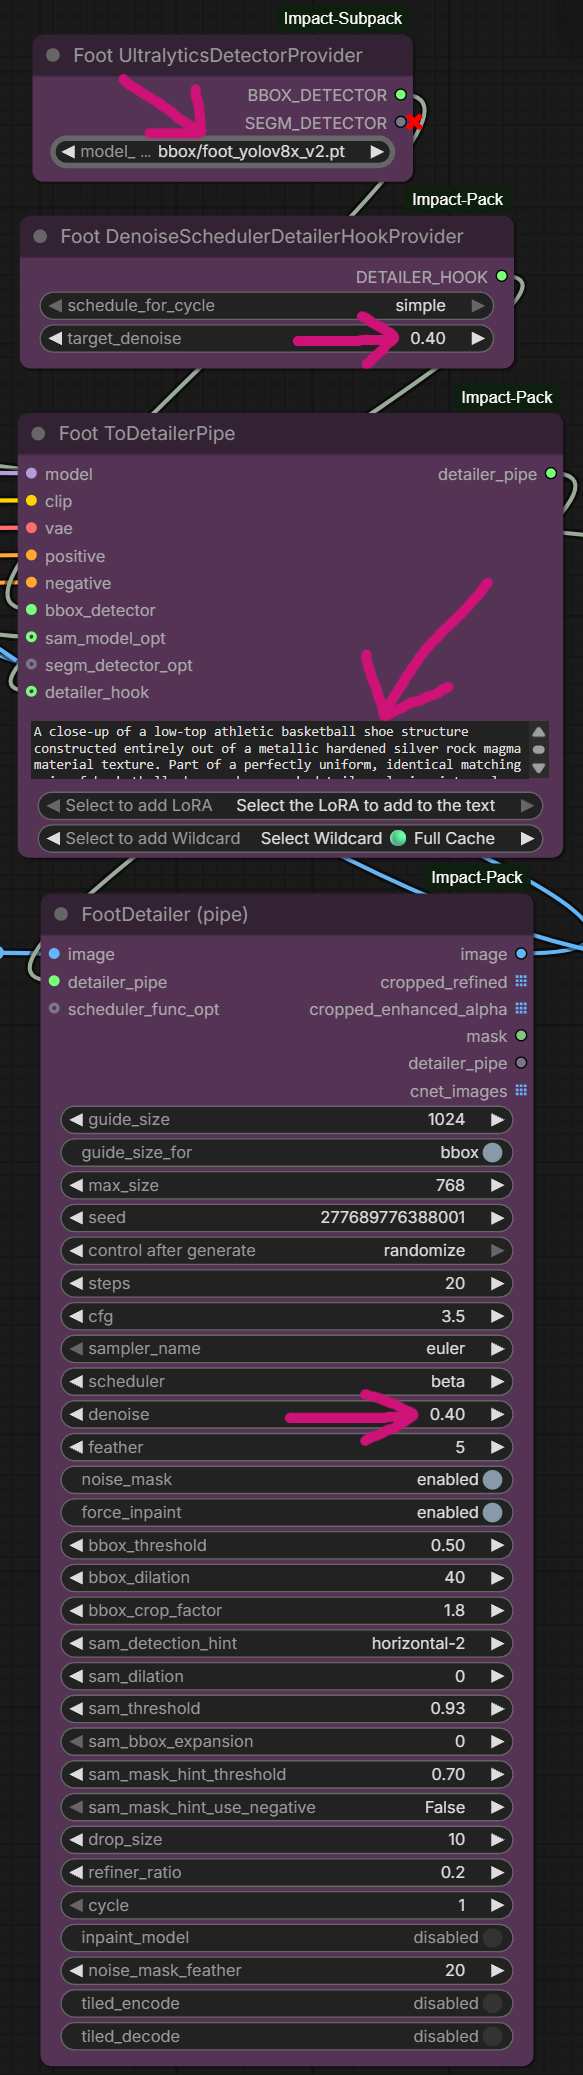 Impact-Subpack
Foot UltralyticsDetectorProvider
BBOX_DETECTOR
SEGM_DETECTOR
model_ ... bbox/foot_yolov8x_v2.pt
Impact-Pack
Foot DenoiseSchedulerDetailerHookProvider
DETAILER_HOOK
schedule_for_cycle simple
target_denoise 0.40
Impact-Pack
Foot ToDetailerPipe
model detailer_pipe
clip
vae
positive
negative
bbox_detector
sam_model_opt
segm_detector_opt
detailer_hook
A close-up of a low-top athletic basketball shoe structure
constructed entirely out of a metallic hardened silver rock magma
material texture. Part of a perfectly uniform, identical matching
Select to add LoRA Select the LoRA to add to the text
Select to add Wildcard Select Wildcard 🟢 Full Cache
Impact-Pack
FootDetailer (pipe)
image image
detailer_pipe cropped_refined
scheduler_func_opt cropped_enhanced_alpha
mask
detailer_pipe
cnet_images
guide_size 1024
guide_size_for bbox
max_size 768
seed 277689776388001
control after generate randomize
steps 20
cfg 3.5
sampler_name euler
scheduler beta
denoise 0.40
feather 5
noise_mask enabled
force_inpaint enabled
bbox_threshold 0.50
bbox_dilation 40
bbox_crop_factor 1.8
sam_detection_hint horizontal-2
sam_dilation 0
sam_threshold 0.93
sam_bbox_expansion 0
sam_mask_hint_threshold 0.70
sam_mask_hint_use_negative False
drop_size 10
refiner_ratio 0.2
cycle 1
inpaint_model disabled
noise_mask_feather 20
tiled_encode disabled
tiled_decode disabled